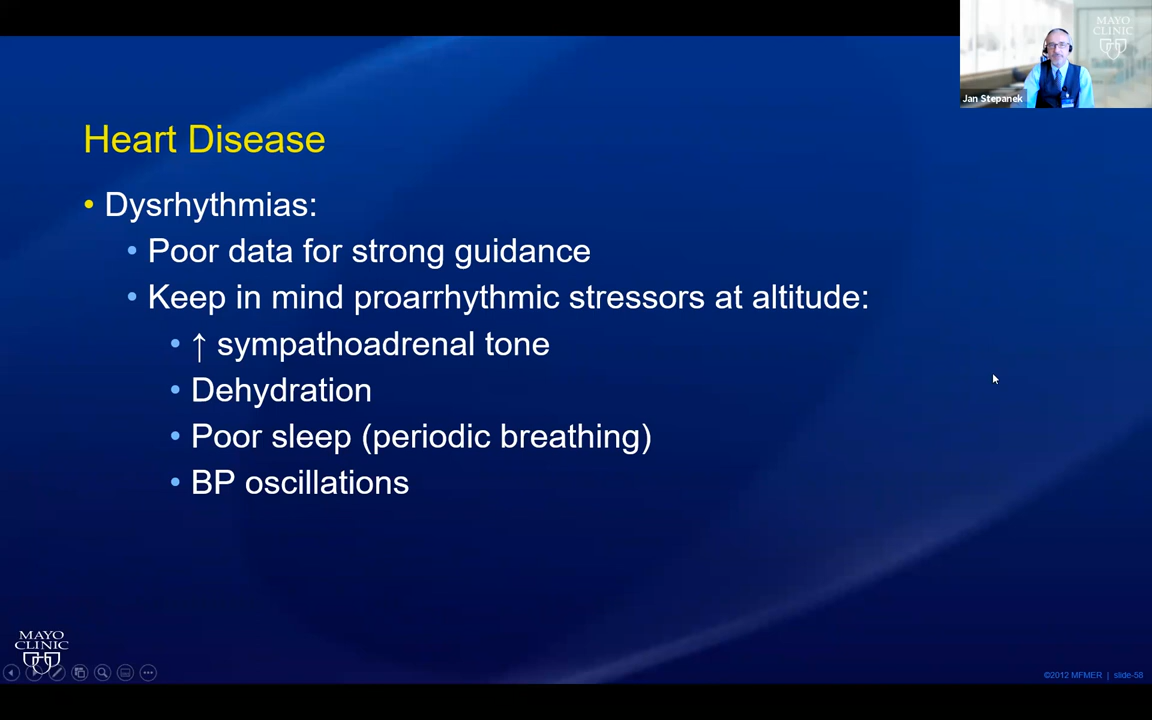 MAYO
CLINIC
Jan Stepanek
Heart Disease
• Dysrhythmias:
• Poor data for strong guidance
• Keep in mind proarrhythmic stressors at altitude:
• ↑ sympathoadrenal tone
• Dehydration
• Poor sleep (periodic breathing)
• BP oscillations
MAYO
CLINIC
©2012 MFMER | slide-58